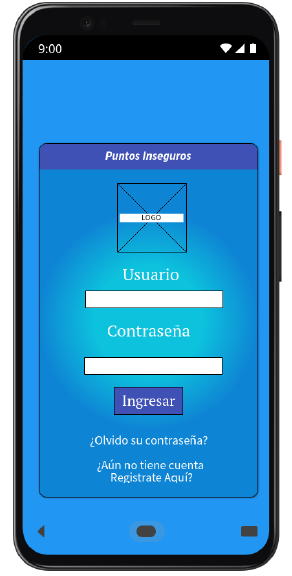 9:00
Puntos Inseguros
LOGO
Usuario
Contraseña
Ingresar
¿Olvido su contraseña?
¿Aún no tiene cuenta
Registrate Aquí?